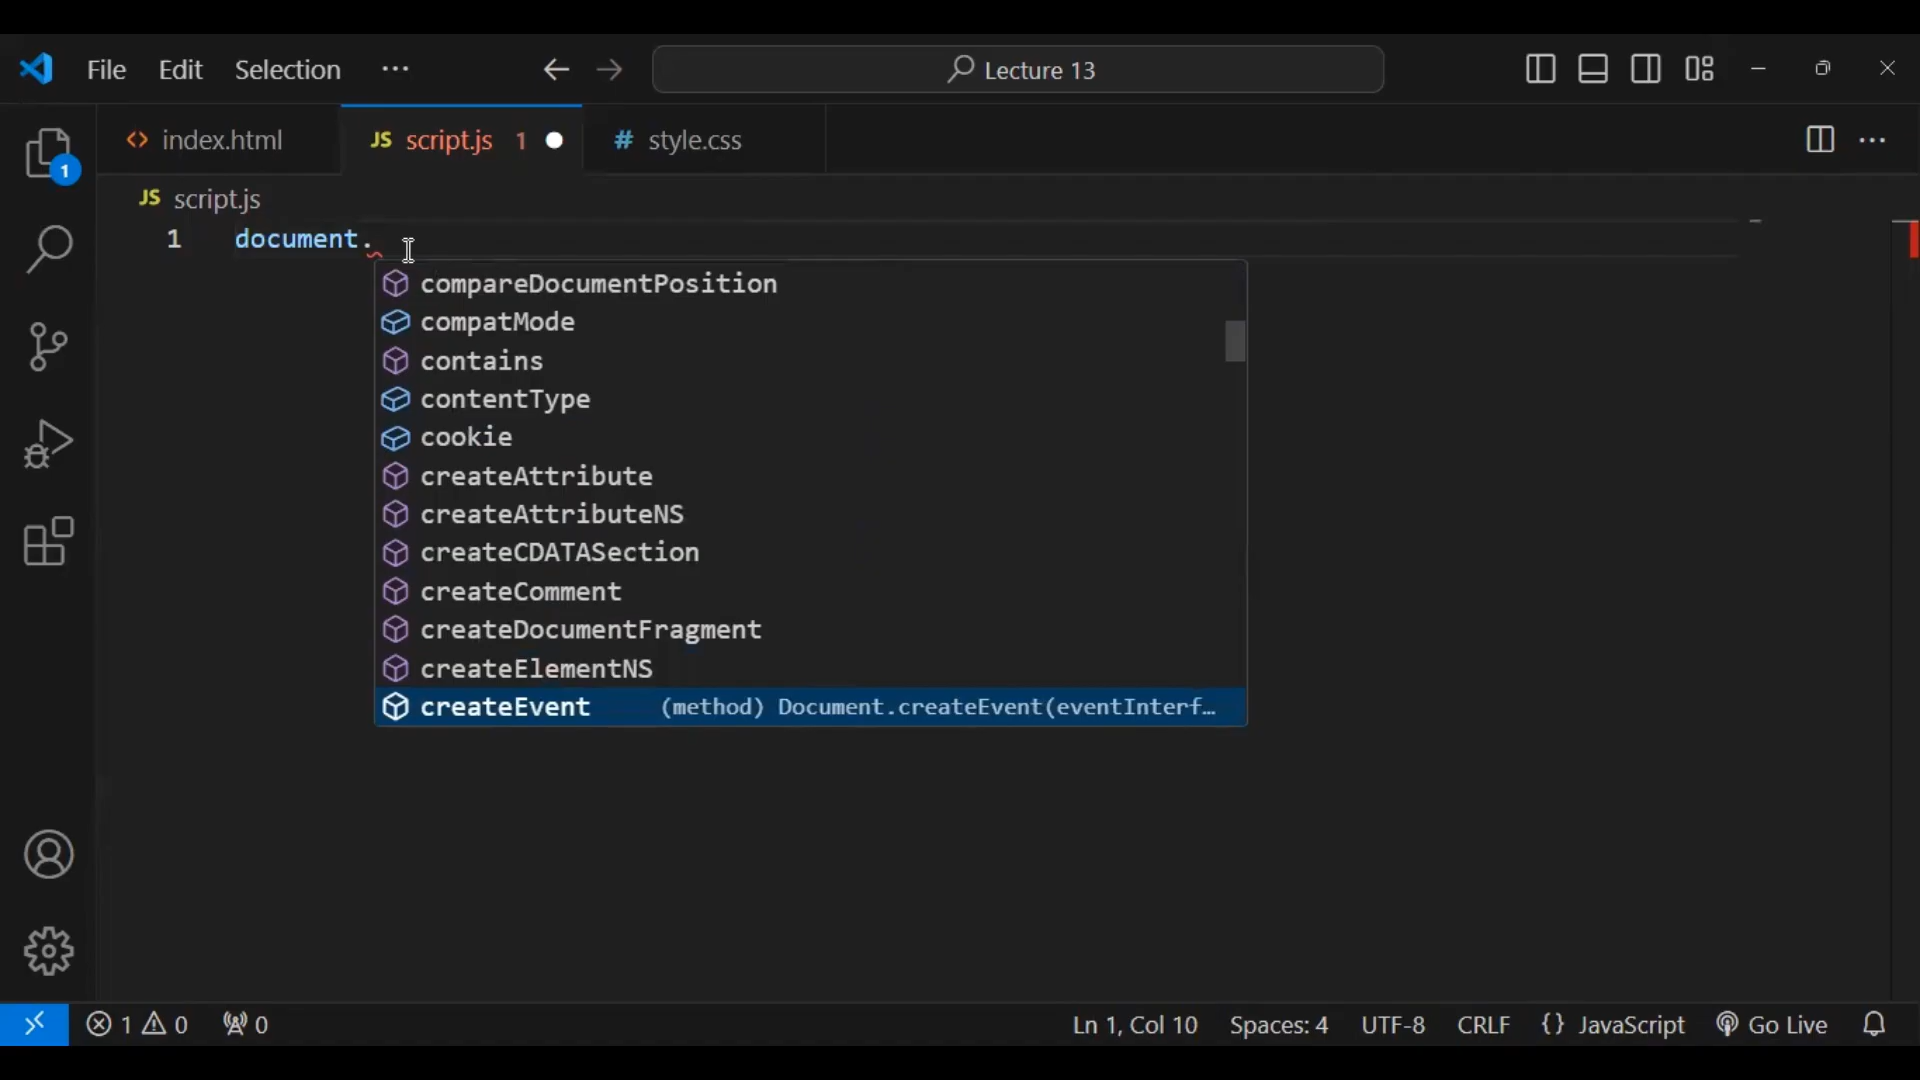 File Edit Selection ··· Lecture 13
index.html JS script.js 1 # style.css ···
1
JS script.js
1 document.
compareDocumentPosition
compatMode
contains
contentType
cookie
createAttribute
createAttributeNS
createCDATASection
createComment
createDocumentFragment
createElementNS
createEvent (method) Document.createEvent(eventInterf…
1 0 0 Ln 1, Col 10 Spaces: 4 UTF-8 CRLF {} JavaScript Go Live